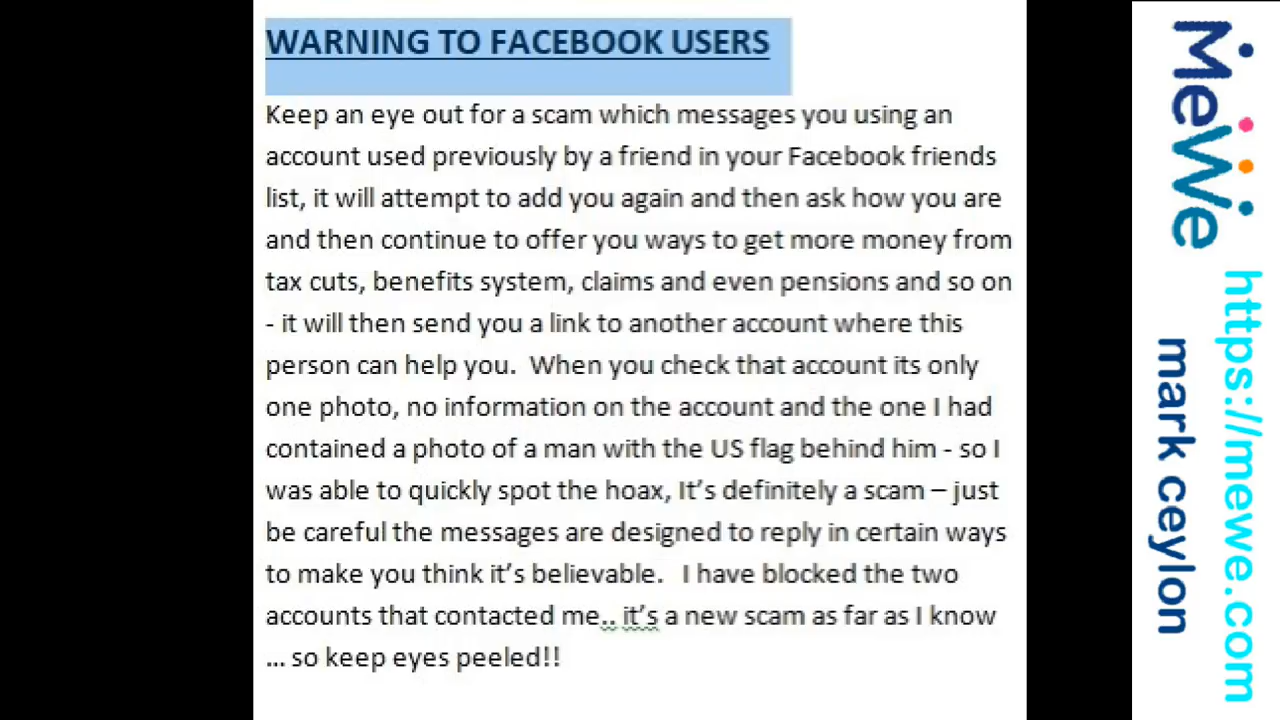 WARNING TO FACEBOOK USERS
Keep an eye out for a scam which messages you using an
account used previously by a friend in your Facebook friends
list, it will attempt to add you again and then ask how you are
and then continue to offer you ways to get more money from
tax cuts, benefits system, claims and even pensions and so on
- it will then send you a link to another account where this
person can help you.  When you check that account its only
one photo, no information on the account and the one I had
contained a photo of a man with the US flag behind him - so I
was able to quickly spot the hoax, It's definitely a scam – just
be careful the messages are designed to reply in certain ways
to make you think it's believable.   I have blocked the two
accounts that contacted me.. it's a new scam as far as I know
... so keep eyes peeled!!
MeWe
https://mewe.com
mark ceylon